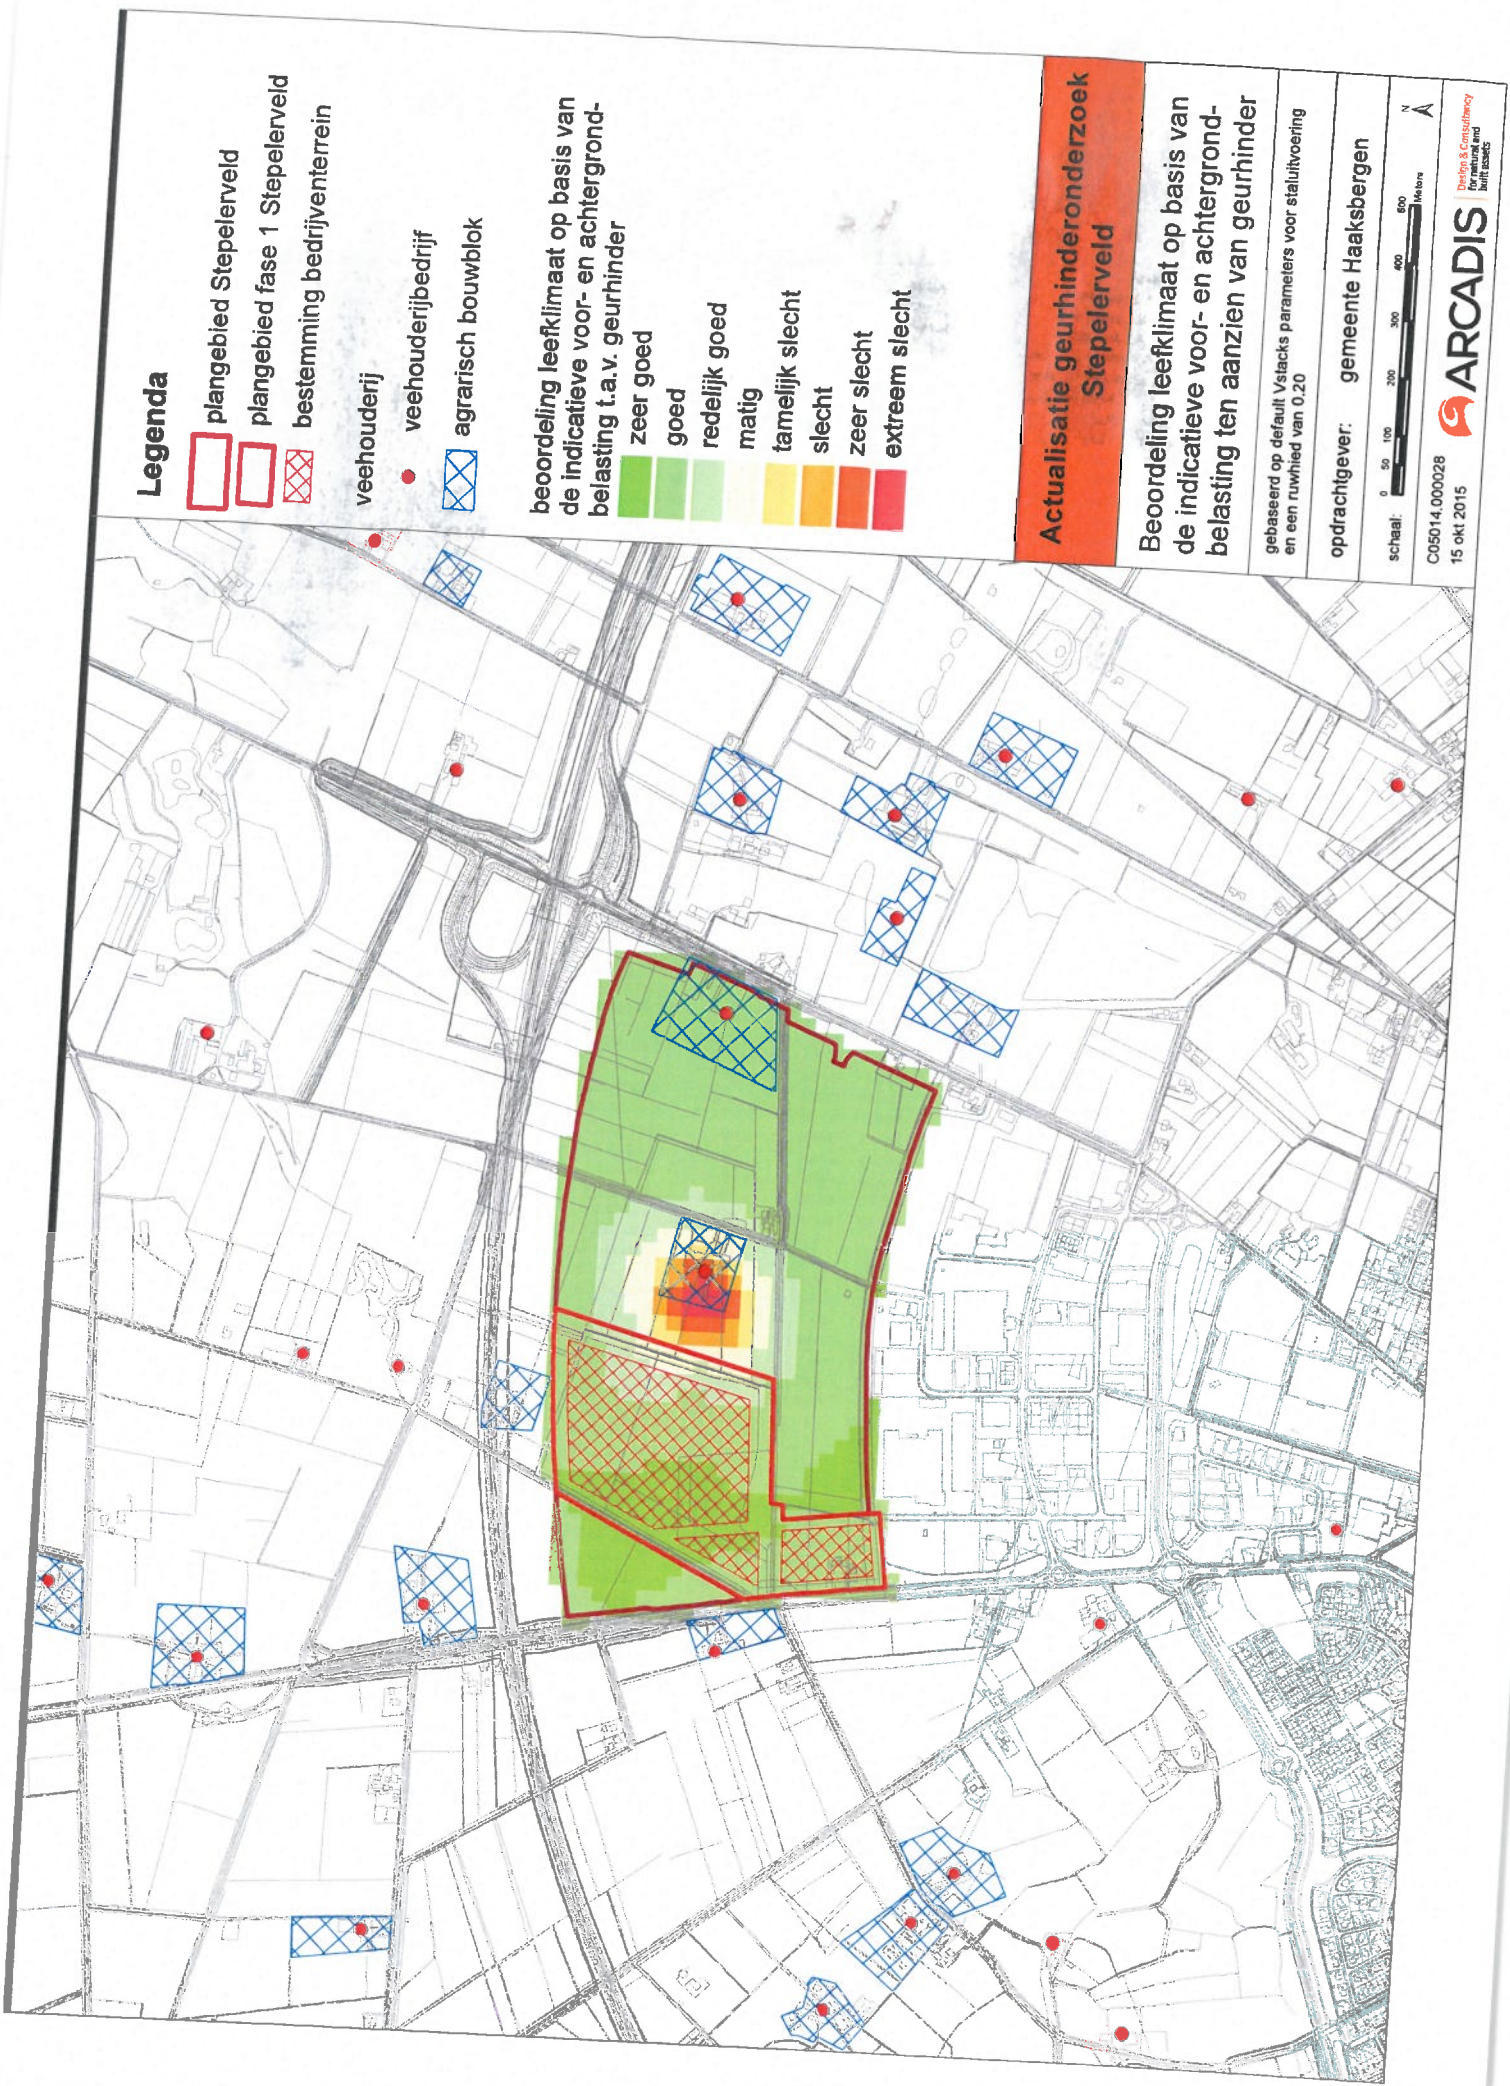 Legenda
plangebied Stepelerveld
plangebied fase 1 Stepelerveld
bestemming bedrijventerrein
veehouderij
veehouderijbedrijf
agrarisch bouwblok
beoordeling leefklimaat op basis van
de indicatieve voor- en achtergrond-
belasting t.a.v. geurhinder
zeer goed
goed
redelijk goed
matig
tamelijk slecht
slecht
zeer slecht
extreem slecht
Actualisatie geurhinderonderzoek
Stepelerveld
Beoordeling leefklimaat op basis van
de indicatieve voor- en achtergrond-
belasting ten aanzien van geurhinder
gebaseerd op default Vstacks parameters voor staluitvoering
en een ruwhied van 0,20
opdrachtgever: gemeente Haaksbergen
schaal: 0 50 100 200 300 400 500 Meters
N
C05014.000028
15 okt 2015
ARCADIS
Design & Consultancy
for natural and
built assets